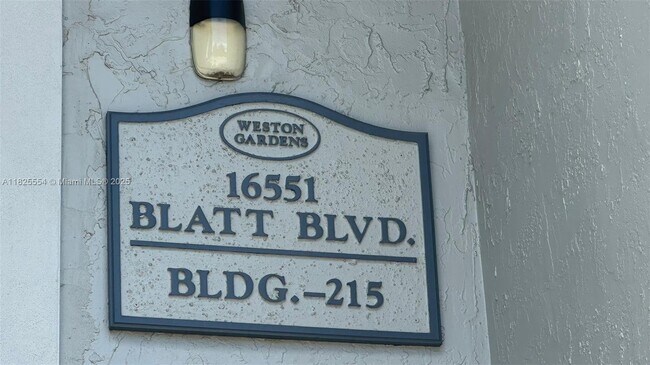 WESTON
GARDENS
16551
BLATT BLVD.
BLDG.-215
A11825554 © Miami MLS © 2025